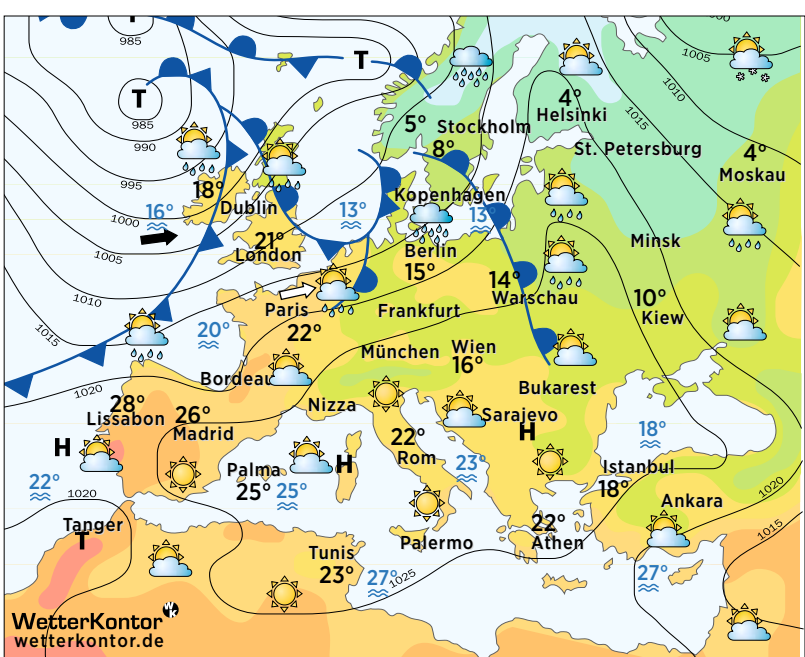 T
985
T
1000
1005
T
985
1010
5°
Stockholm
4°
Helsinki
1015
990
8°
St. Petersburg
4°
Moskau
995
18°
Kopenhagen
16°
Dublin
13°
13°
1000
21°
London
Berlin
15°
Minsk
1005
14°
Warschau
10°
Kiew
1010
Paris
Frankfurt
20°
22°
1015
München
Wien
16°
Bordeau
Bukarest
1020
28°
Lissabon
26°
Madrid
Nizza
Sarajevo
H
18°
H
22°
Rom
H
22°
Palma
25°
25°
23°
Istanbul
18°
1020
1020
Ankara
Tanger
T
22°
Athen
1015
Tunis
23°
Palermo
27°
1025
27°
WetterKontor
wk
wetterkontor.de